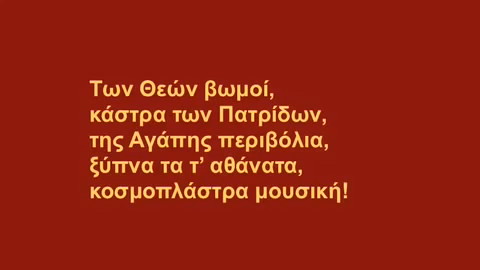 Των Θεών βωμοί,
κάστρα των Πατρίδων,
της Αγάπης περιβόλια,
ξύπνα τα τ’ αθάνατα,
κοσμοπλάστρα μουσική!